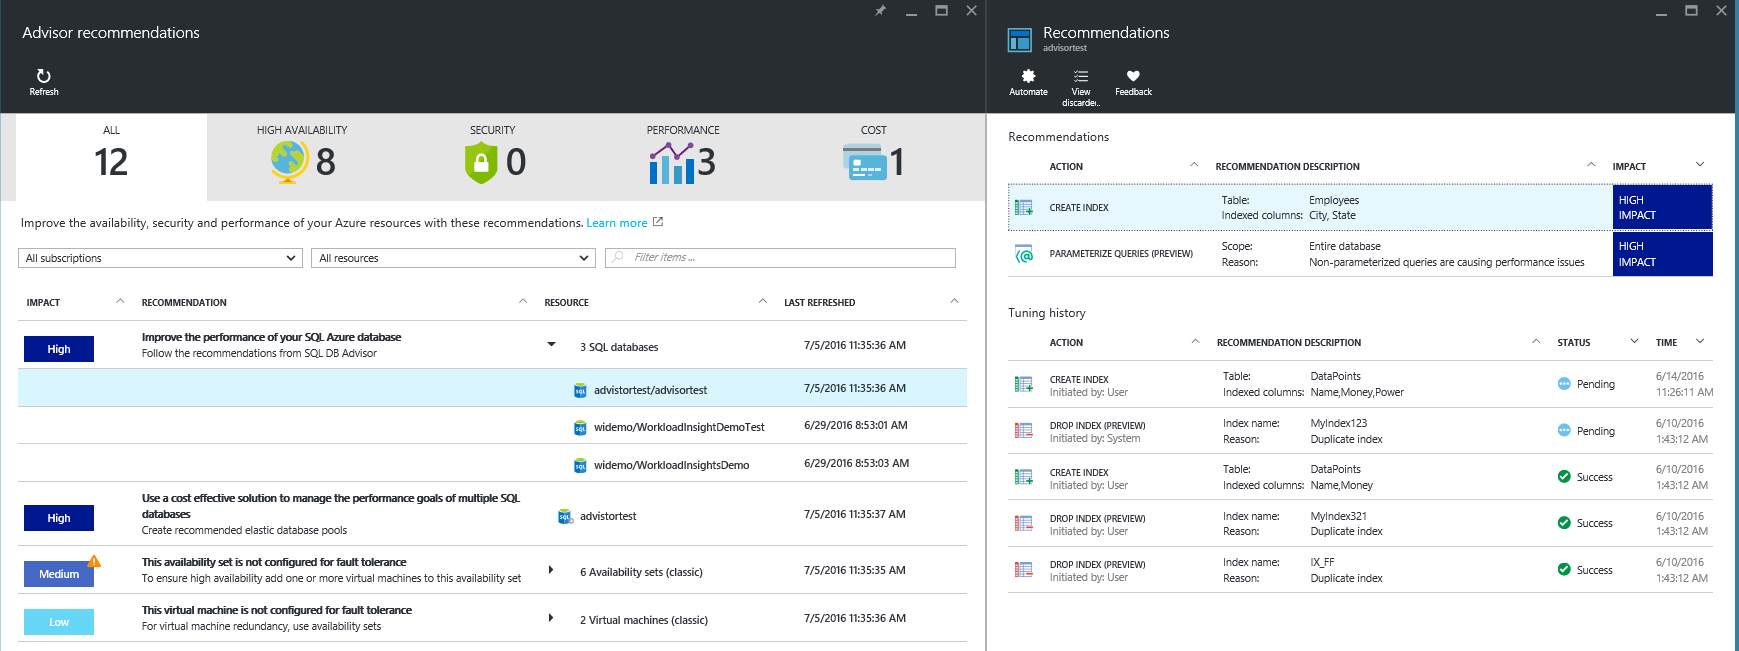 Advisor recommendations
Refresh
ALL
12
HIGH AVAILABILITY
8
SECURITY
0
PERFORMANCE
3
COST
1
Improve the availability, security and performance of your Azure resources with these recommendations. Learn more
All subscriptions
All resources
Filter items ...
IMPACT RECOMMENDATION RESOURCE LAST REFRESHED
High
Improve the performance of your SQL Azure database
Follow the recommendations from SQL DB Advisor
3 SQL databases
7/5/2016 11:35:36 AM
SQL advistortest/advisortest 7/5/2016 11:35:36 AM
SQL widemo/WorkloadInsightDemoTest 6/29/2016 8:53:01 AM
SQL widemo/WorkloadInsightsDemo 6/29/2016 8:53:03 AM
High
Use a cost effective solution to manage the performance goals of multiple SQL
databases
Create recommended elastic database pools
SQL advistortest
7/5/2016 11:35:37 AM
Medium
This availability set is not configured for fault tolerance
To ensure high availability add one or more virtual machines to this availability set
6 Availability sets (classic)
7/5/2016 11:35:35 AM
Low
This virtual machine is not configured for fault tolerance
For virtual machine redundancy, use availability sets
2 Virtual machines (classic)
7/5/2016 11:35:36 AM
Recommendations
advisortest
Automate
View
discarde..
Feedback
Recommendations
ACTION RECOMMENDATION DESCRIPTION IMPACT
CREATE INDEX
Table: Employees
Indexed columns: City, State
HIGH
IMPACT
PARAMETERIZE QUERIES (PREVIEW)
Scope: Entire database
Reason: Non-parameterized queries are causing performance issues
HIGH
IMPACT
Tuning history
ACTION RECOMMENDATION DESCRIPTION STATUS TIME
CREATE INDEX
Initiated by: User
Table: DataPoints
Indexed columns: Name,Money,Power
Pending
6/14/2016
11:26:11 AM
DROP INDEX (PREVIEW)
Initiated by: System
Index name: MyIndex123
Reason: Duplicate index
Pending
6/10/2016
1:43:12 AM
CREATE INDEX
Initiated by: User
Table: DataPoints
Indexed columns: Name,Money
Success
6/10/2016
1:43:12 AM
DROP INDEX (PREVIEW)
Initiated by: User
Index name: MyIndex321
Reason: Duplicate index
Success
6/10/2016
1:43:12 AM
DROP INDEX (PREVIEW)
Initiated by: User
Index name: IX_FF
Reason: Duplicate index
Success
6/10/2016
1:43:12 AM